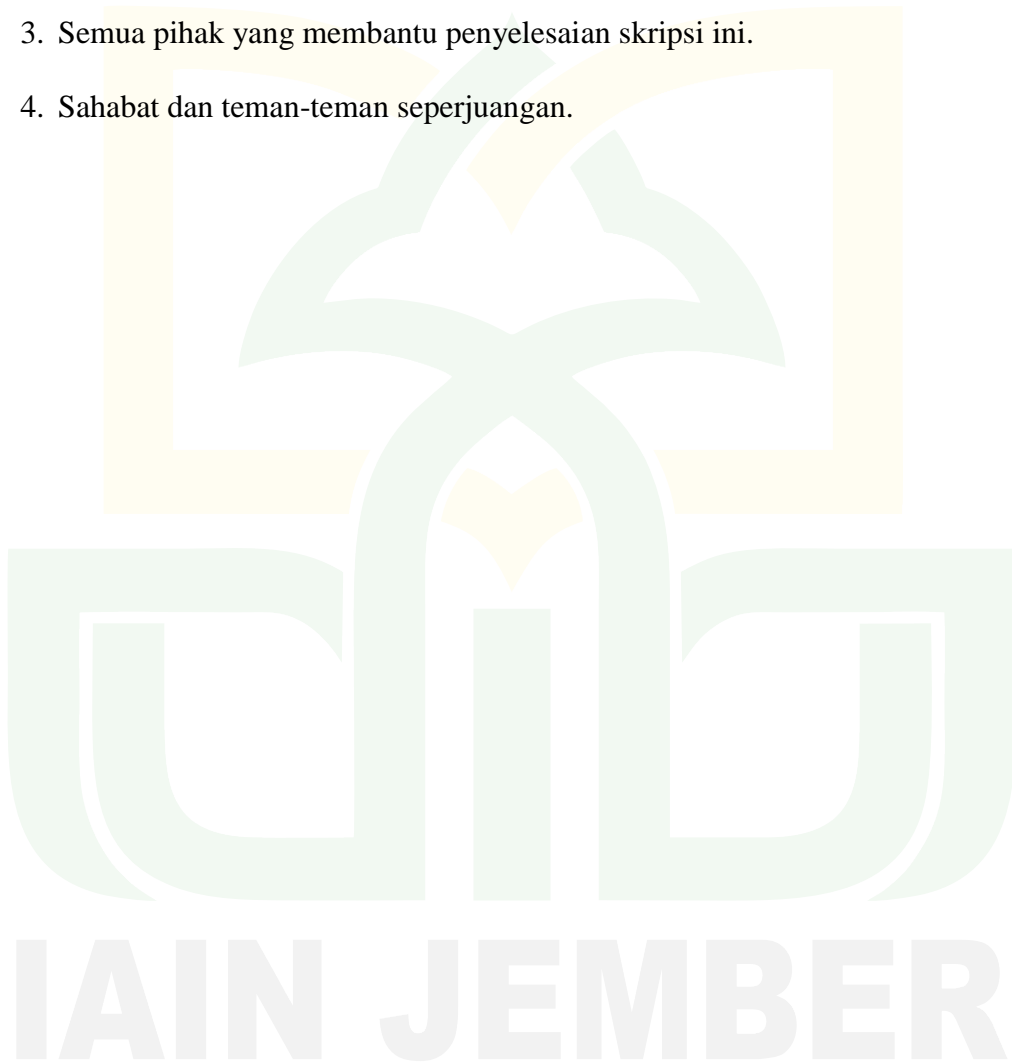 3. Semua pihak yang membantu penyelesaian skripsi ini.
4. Sahabat dan teman-teman seperjuangan.
IAIN JEMBER